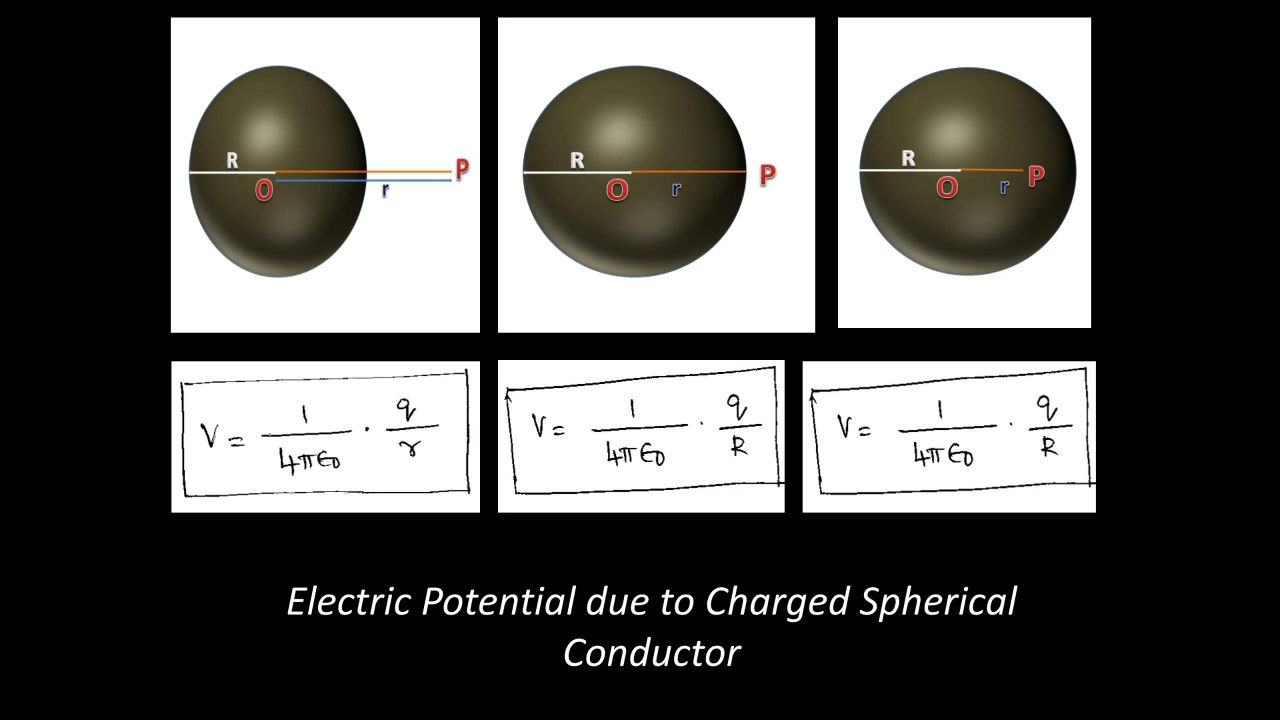 R
O
r
P
R
O
r
P
R
O
r
P
V = 1/4πϵ0 · q/r
V = 1/4πϵ0 · q/R
V = 1/4πϵ0 · q/R
Electric Potential due to Charged Spherical
Conductor